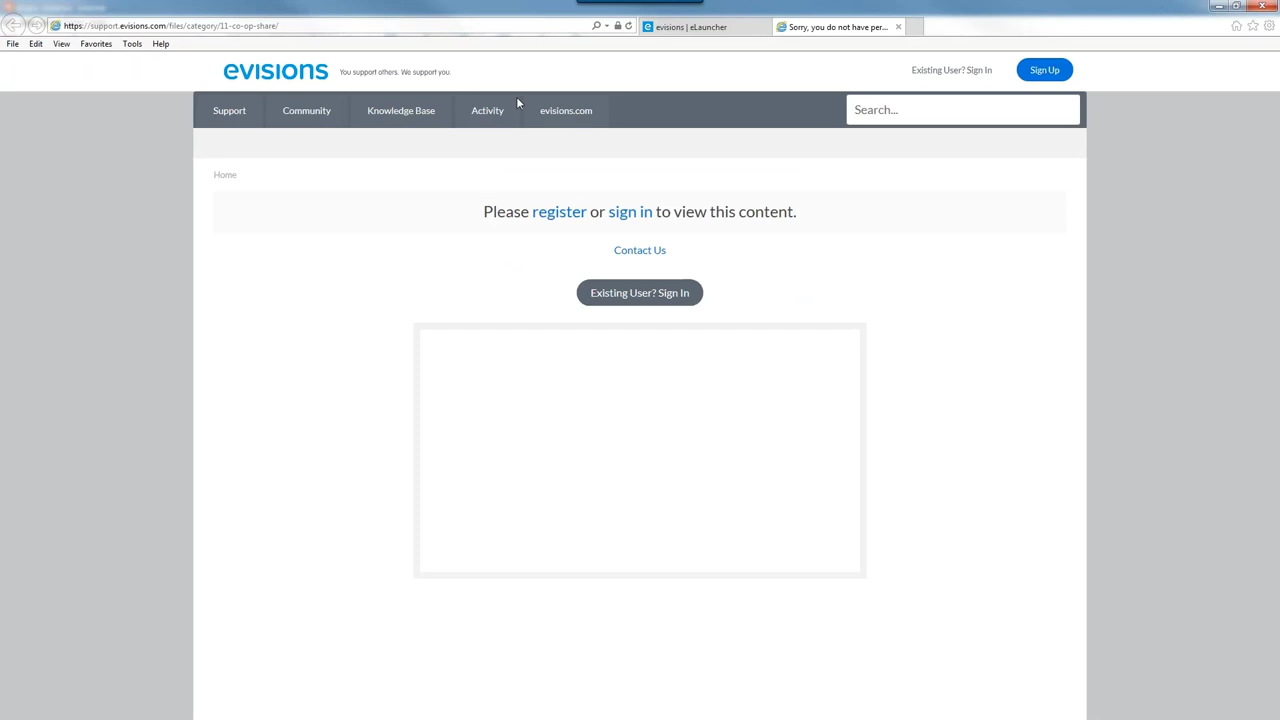 https://support.evisions.com/files/category/11-co-op-share/
evisions | eLauncher
Sorry, you do not have per...
File Edit View Favorites Tools Help
evisions You support others. We support you.
Existing User? Sign In
Sign Up
Support Community Knowledge Base Activity evisions.com
Search...
Home
Please register or sign in to view this content.
Contact Us
Existing User? Sign In